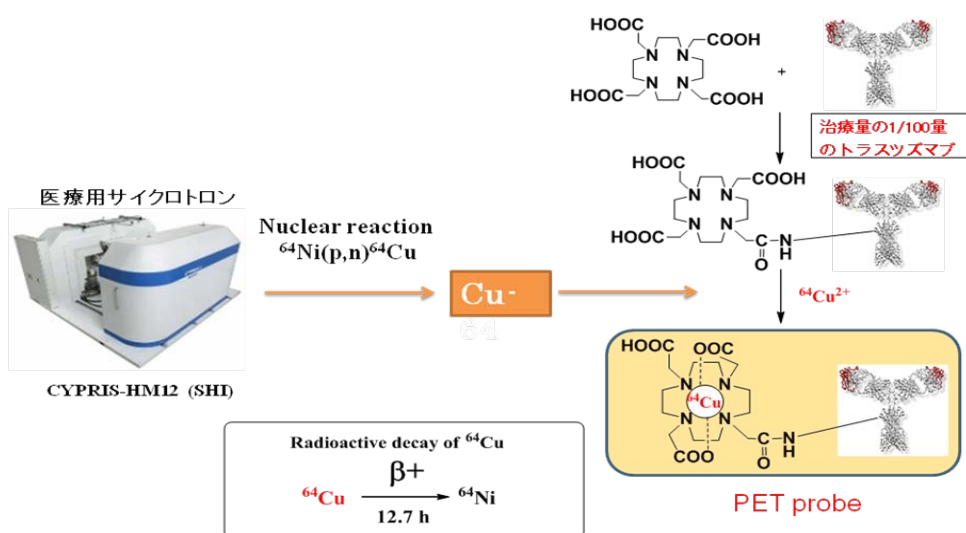 医療用サイクロトロン
CYPRIS-HM12 (SHI)
Nuclear reaction
⁶⁴Ni(p,n)⁶⁴Cu
Cu-
64
Radioactive decay of ⁶⁴Cu
β+
⁶⁴Cu
⁶⁴Ni
12.7 h
HOOC
COOH
N
N
N
N
HOOC
COOH
+
治療量の1/100量
のトラスツズマブ
HOOC
COOH
N
N
N
N
HOOC
C
N
O
H
⁶⁴Cu²⁺
HOOC
OOC
N
N
⁶⁴Cu
N
N
C
N
COO
O
H
PET probe